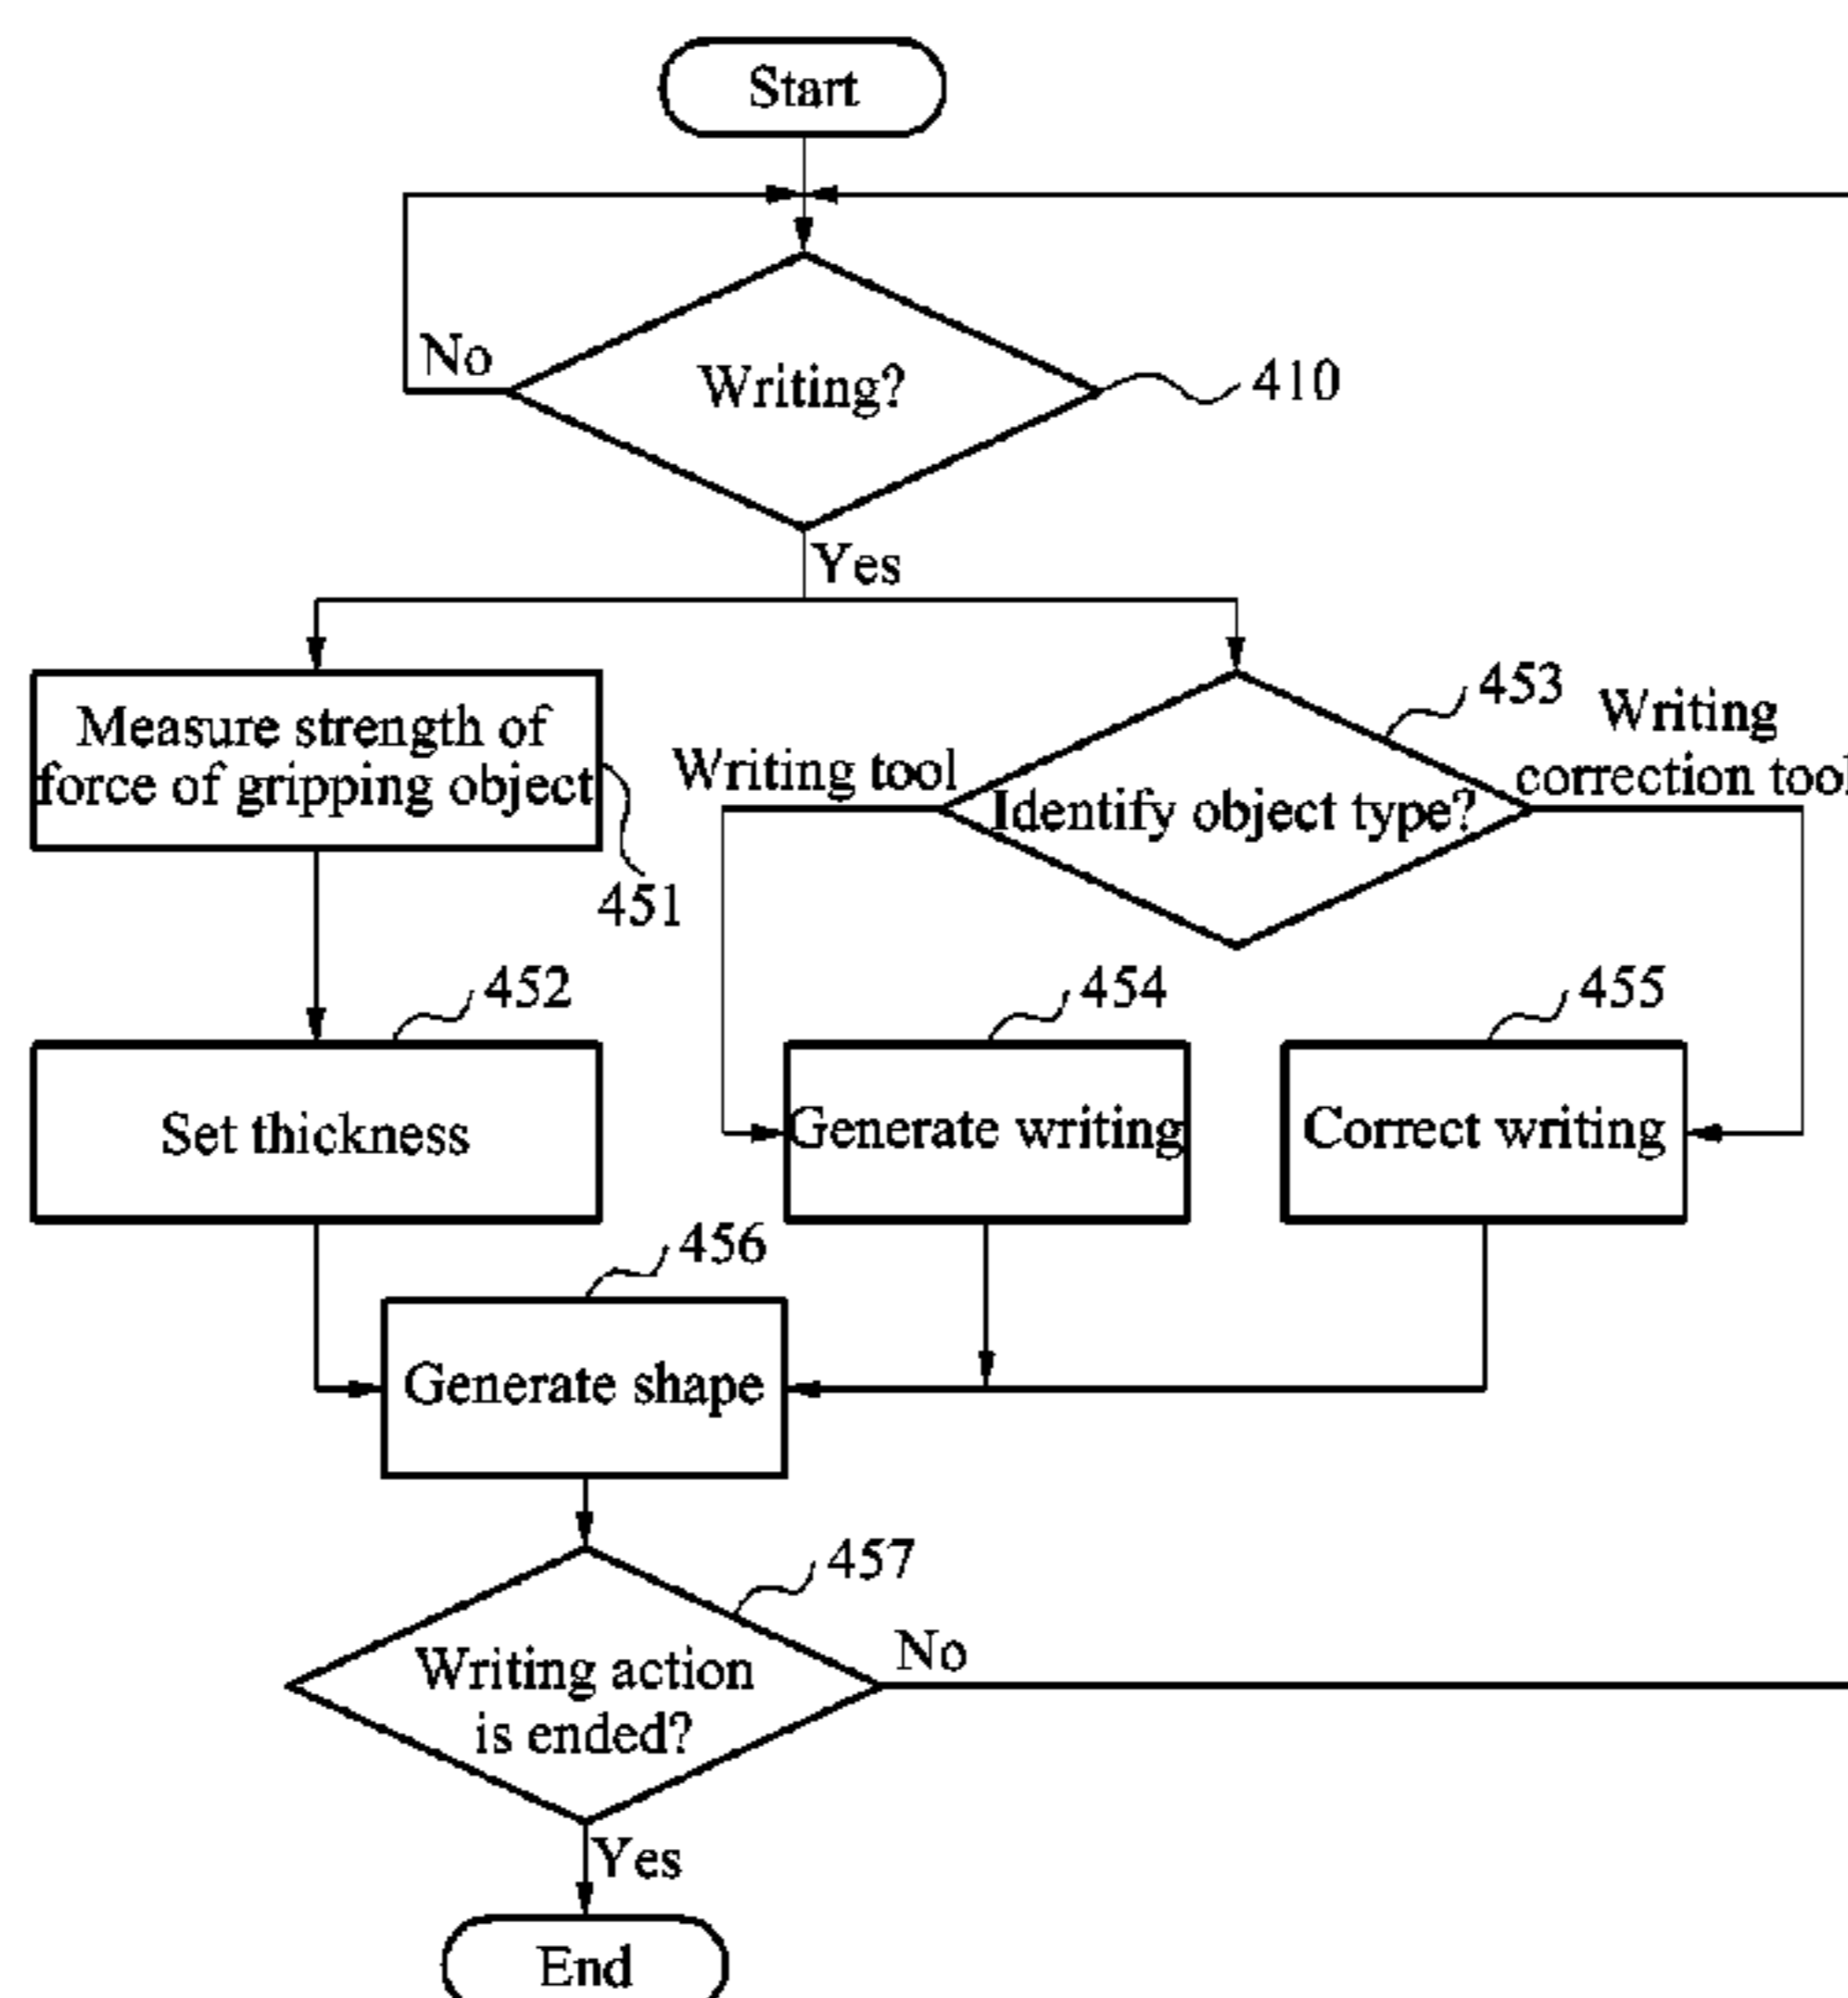 Start
No
Writing?
410
Yes
Measure strength of
force of gripping object
451
453
Writing tool
Identify object type?
Writing
correction tool
452
Set thickness
454
Generate writing
455
Correct writing
456
Generate shape
457
Writing action
is ended?
No
Yes
End